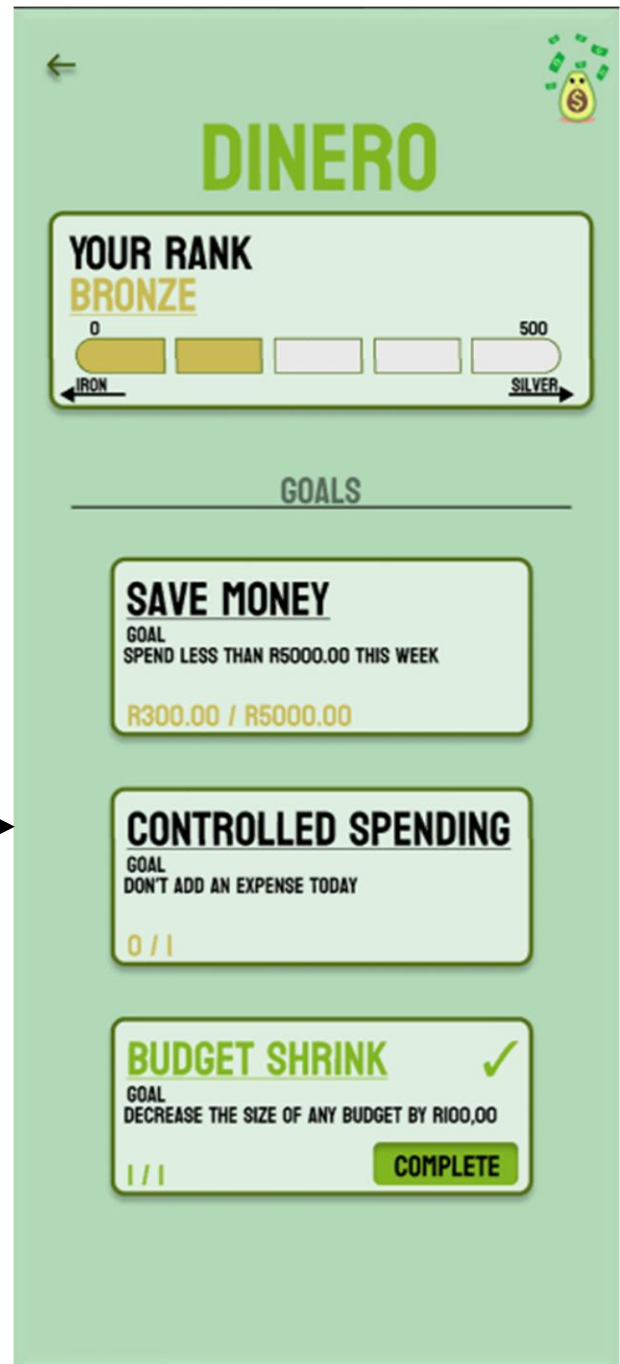 DINERO
YOUR RANK
BRONZE
0 500
IRON SILVER
GOALS
SAVE MONEY
GOAL
SPEND LESS THAN R5000.00 THIS WEEK
R300.00 / R5000.00
CONTROLLED SPENDING
GOAL
DON'T ADD AN EXPENSE TODAY
0 / 1
BUDGET SHRINK ✓
GOAL
DECREASE THE SIZE OF ANY BUDGET BY R100,00
1 / 1 COMPLETE